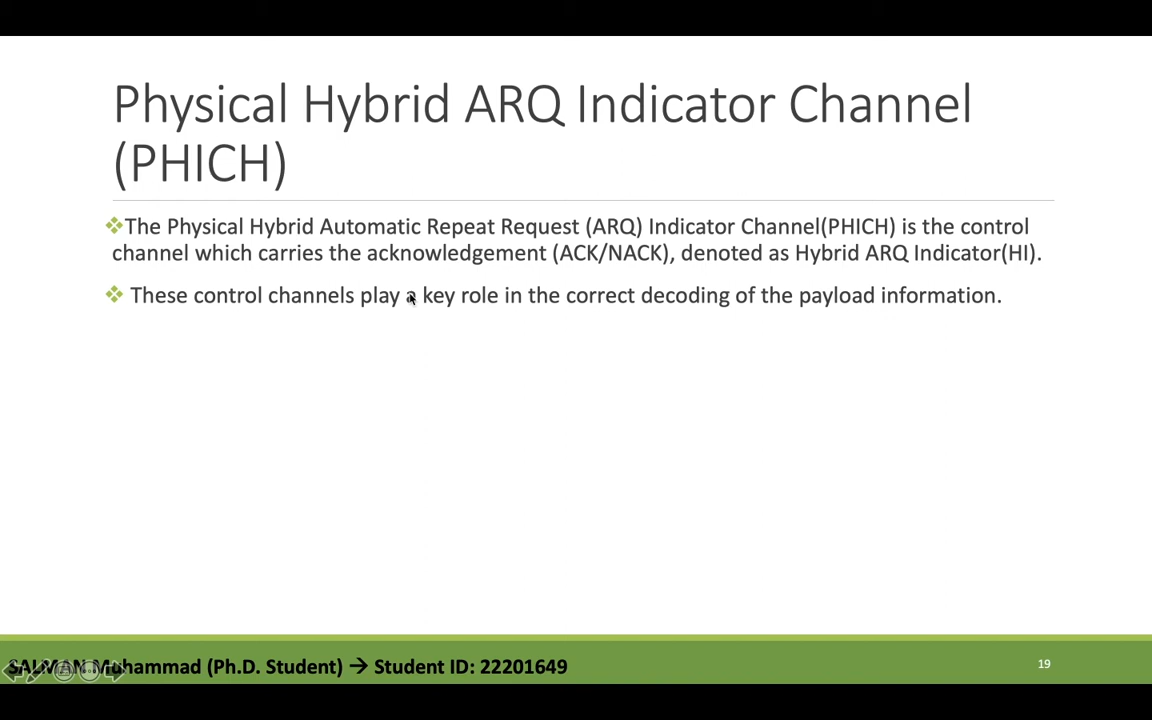 Physical Hybrid ARQ Indicator Channel
(PHICH)
The Physical Hybrid Automatic Repeat Request (ARQ) Indicator Channel(PHICH) is the control
channel which carries the acknowledgement (ACK/NACK), denoted as Hybrid ARQ Indicator(HI).
These control channels play a key role in the correct decoding of the payload information.
SALMAN Muhammad (Ph.D. Student) → Student ID: 22201649
19